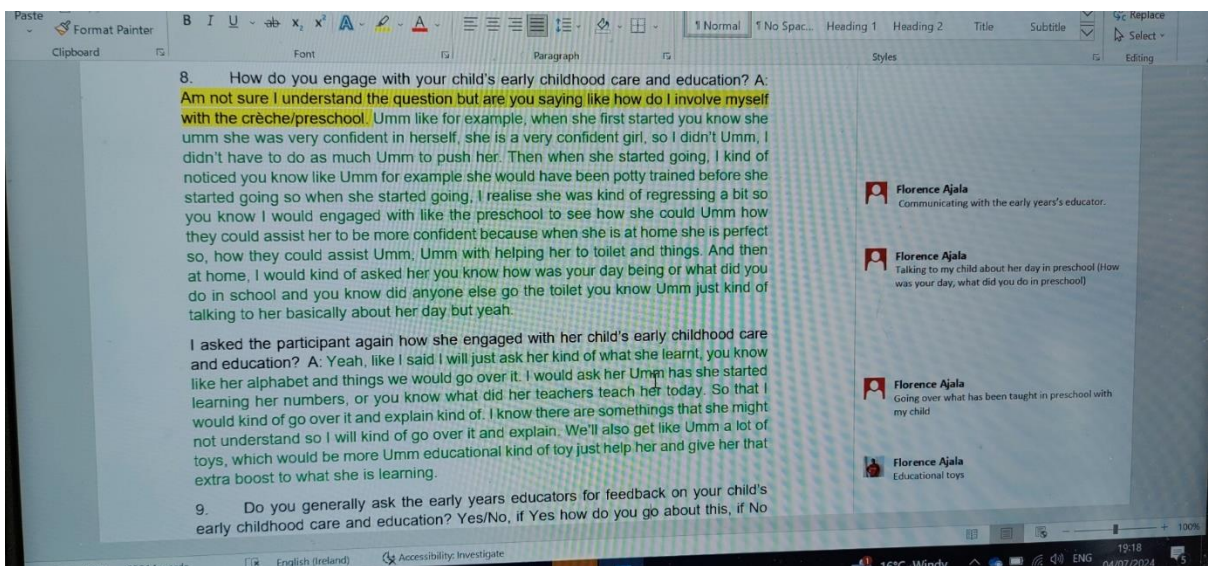 Paste
Format Painter
Clipboard
B I U ab x₂ x² A A
Font
Paragraph
¶ Normal
¶ No Spac...
Heading 1
Heading 2
Title
Subtitle
Styles
Replace
Select
Editing
8. How do you engage with your child's early childhood care and education? A:
Am not sure I understand the question but are you saying like how do I involve myself
with the crèche/preschool. Umm like for example, when she first started you know she
umm she was very confident in herself, she is a very confident girl, so I didn't Umm, I
didn't have to do as much Umm to push her. Then when she started going, I kind of
noticed you know like Umm for example she would have been potty trained before she
started going so when she started going, I realise she was kind of regressing a bit so
you know I would engaged with like the preschool to see how she could Umm how
they could assist her to be more confident because when she is at home she is perfect
so, how they could assist Umm, Umm with helping her to toilet and things. And then
at home, I would kind of asked her you know how was your day being or what did you
do in school and you know did anyone else go the toilet you know Umm just kind of
talking to her basically about her day but yeah.
I asked the participant again how she engaged with her child's early childhood care
and education? A: Yeah, like I said I will just ask her kind of what she learnt, you know
like her alphabet and things we would go over it. I would ask her Umm has she started
learning her numbers, or you know what did her teachers teach her today. So that I
would kind of go over it and explain kind of. I know there are somethings that she might
not understand so I will kind of go over it and explain. We'll also get like Umm a lot of
toys, which would be more Umm educational kind of toy just help her and give her that
extra boost to what she is learning.
9. Do you generally ask the early years educators for feedback on your child's
early childhood care and education? Yes/No, if Yes how do you go about this, if No
Florence Ajala
Communicating with the early years's educator.
Florence Ajala
Talking to my child about her day in preschool (How
was your day, what did you do in preschool)
Florence Ajala
Going over what has been taught in preschool with
my child
Florence Ajala
Educational toys
English (Ireland)
Accessibility: Investigate
100%
16°C Windy
ENG
19:18
04/07/2024